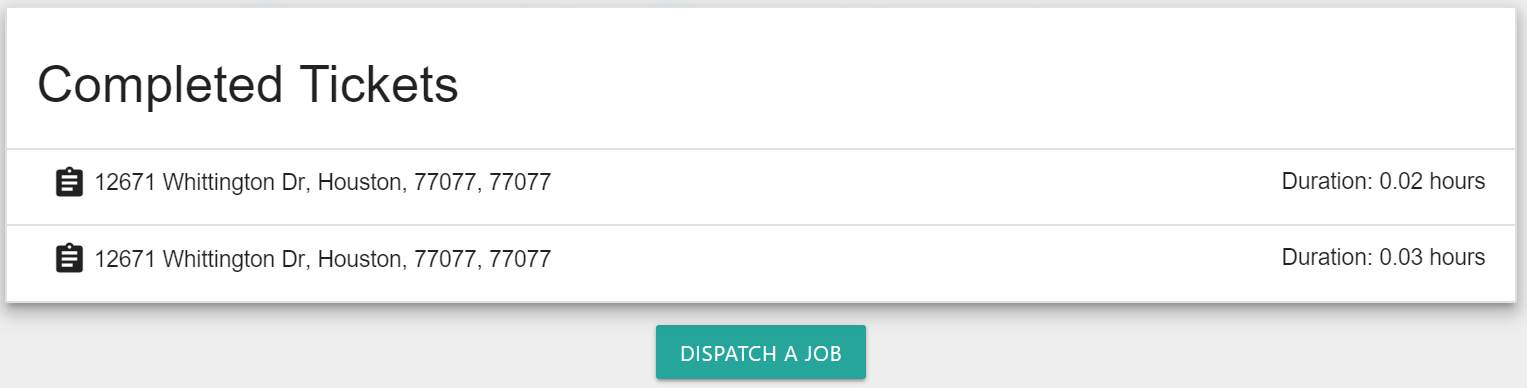 Completed Tickets
12671 Whittington Dr, Houston, 77077, 77077 Duration: 0.02 hours
12671 Whittington Dr, Houston, 77077, 77077 Duration: 0.03 hours
DISPATCH A JOB